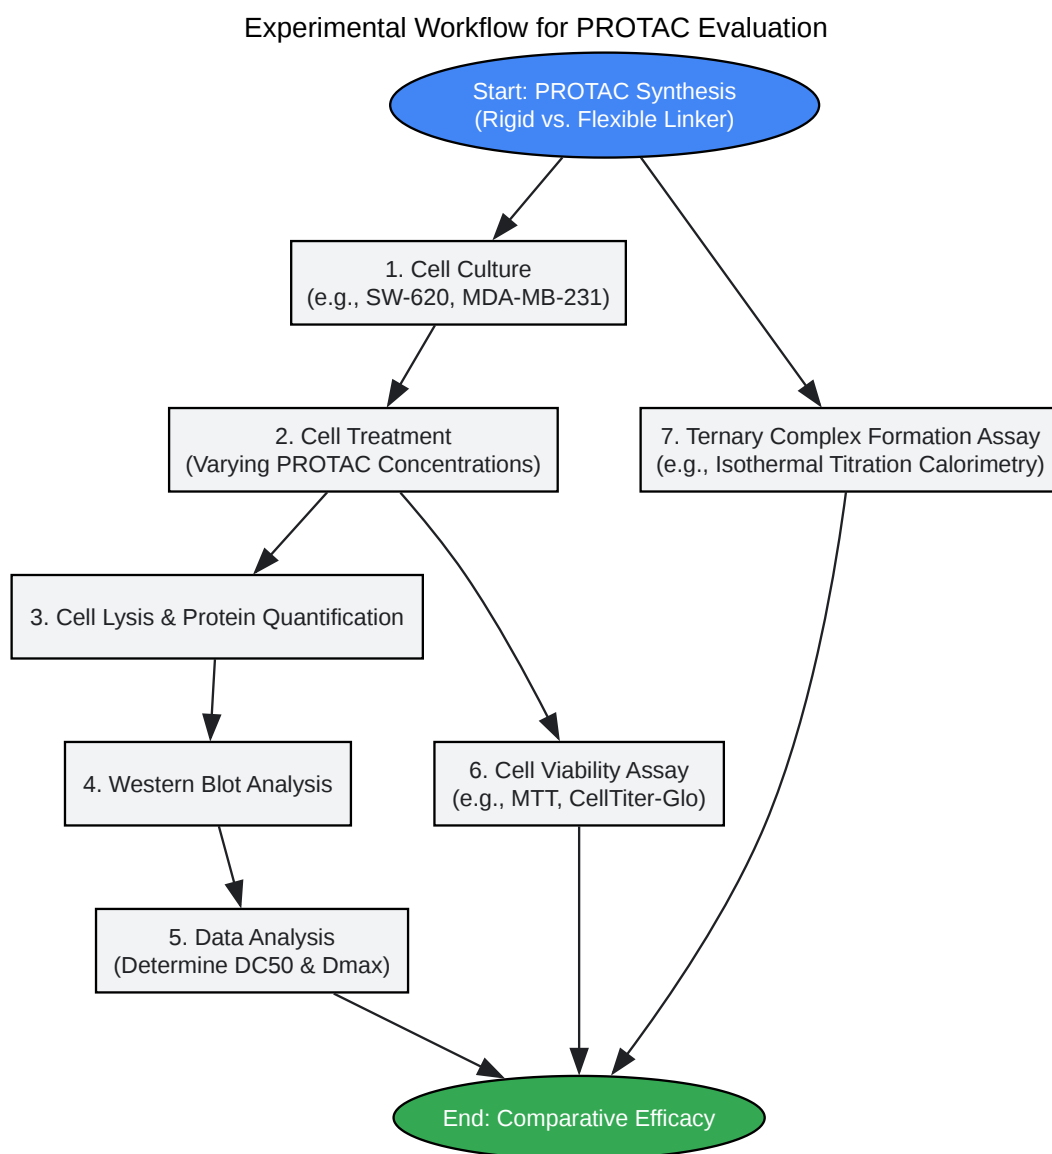 Experimental Workflow for PROTAC Evaluation
Start: PROTAC Synthesis
(Rigid vs. Flexible Linker)
1. Cell Culture
(e.g., SW-620, MDA-MB-231)
2. Cell Treatment
(Varying PROTAC Concentrations)
7. Ternary Complex Formation Assay
(e.g., Isothermal Titration Calorimetry)
3. Cell Lysis & Protein Quantification
4. Western Blot Analysis
6. Cell Viability Assay
(e.g., MTT, CellTiter-Glo)
5. Data Analysis
(Determine DC50 & Dmax)
End: Comparative Efficacy